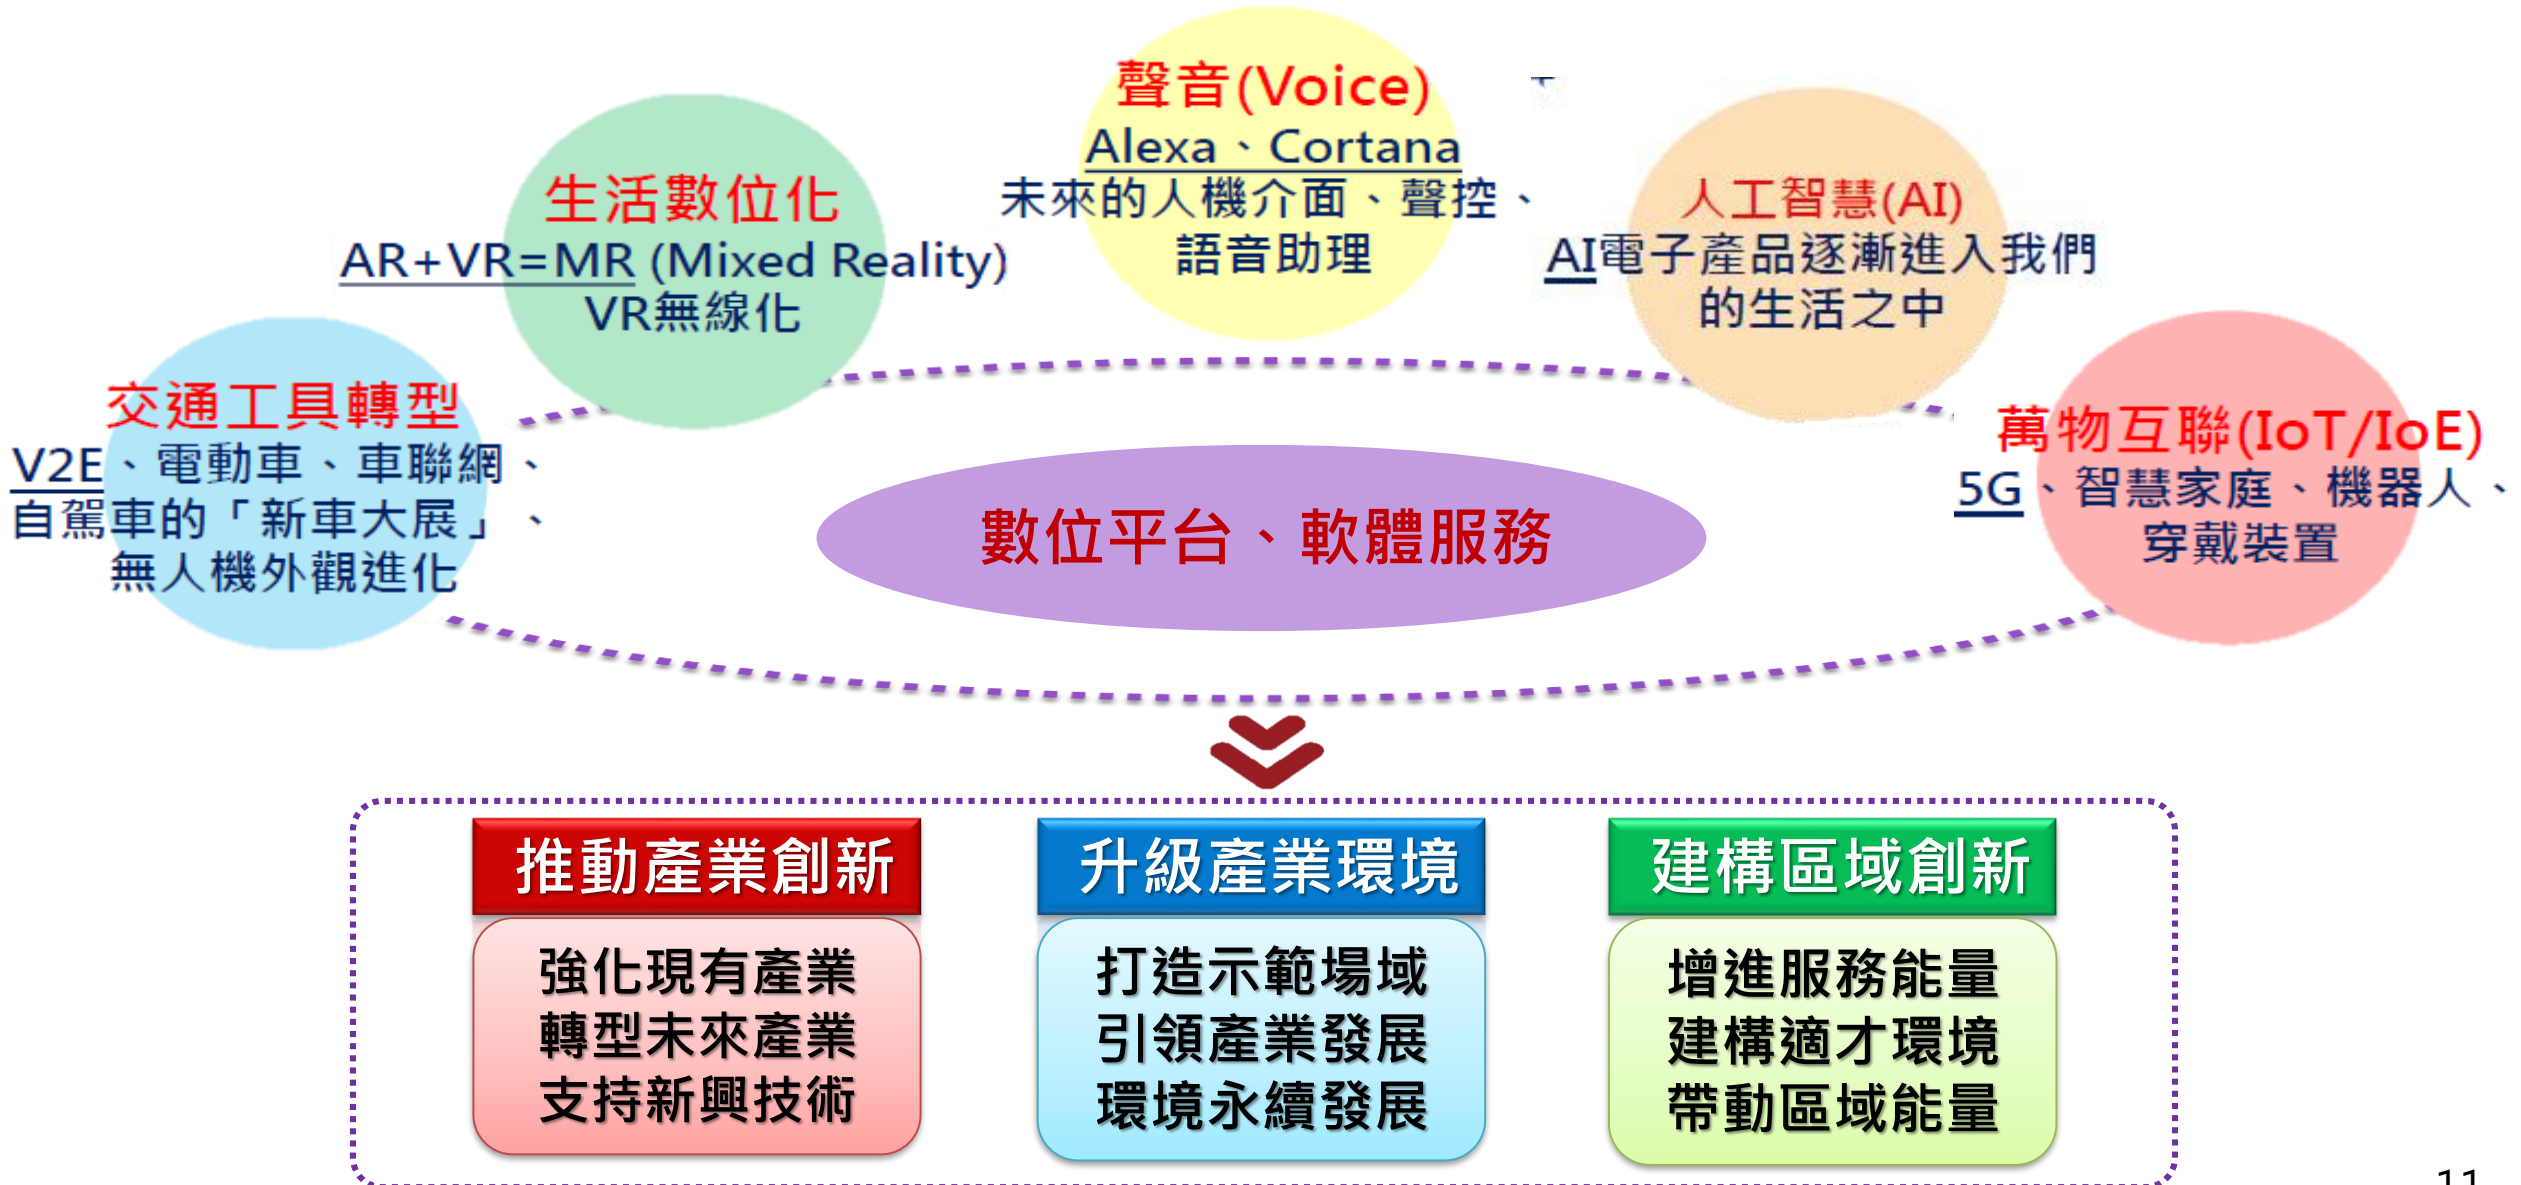 聲音(Voice)
Alexa、Cortana
未來的人機介面、聲控、
語音助理
生活數位化
AR+VR=MR (Mixed Reality)
VR無線化
人工智慧(AI)
AI電子產品逐漸進入我們
的生活之中
交通工具轉型
V2E、電動車、車聯網、
自駕車的「新車大展」、
無人機外觀進化
萬物互聯(IoT/IoE)
5G、智慧家庭、機器人、
穿戴裝置
數位平台、軟體服務
推動產業創新
強化現有產業
轉型未來產業
支持新興技術
升級產業環境
打造示範場域
引領產業發展
環境永續發展
建構區域創新
增進服務能量
建構適才環境
帶動區域能量
11